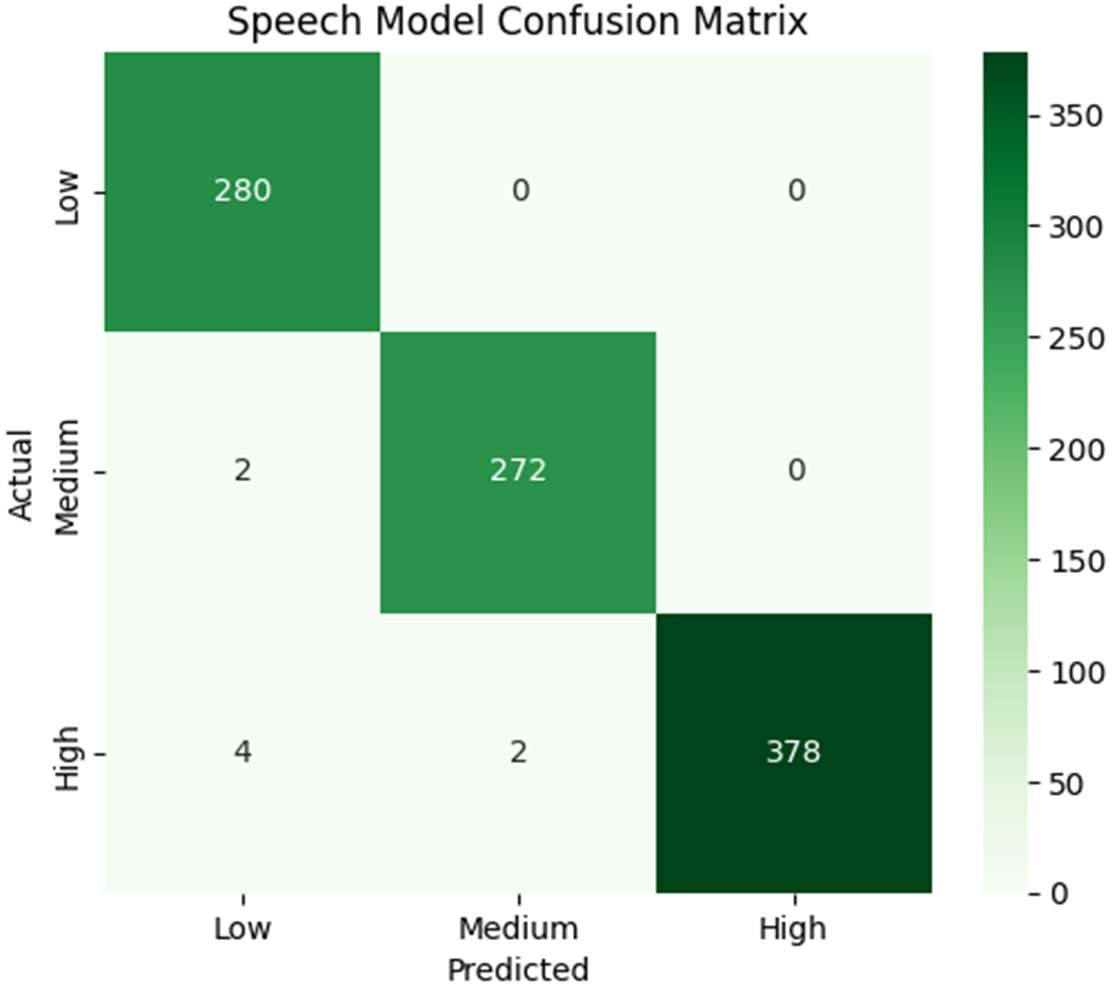 Speech Model Confusion Matrix
Actual
Low
280 0 0
Medium
2 272 0
High
4 2 378
Low Medium High
Predicted
350
300
250
200
150
100
50
0